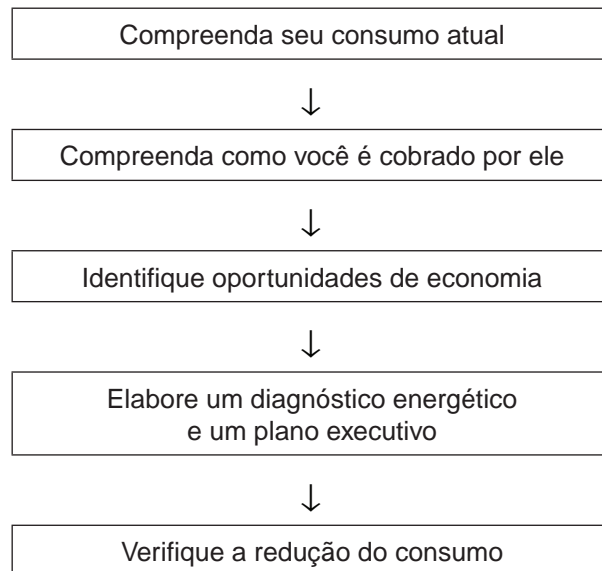 Compreenda seu consumo atual
↓
Compreenda como você é cobrado por ele
↓
Identifique oportunidades de economia
↓
Elabore um diagnóstico energético
e um plano executivo
↓
Verifique a redução do consumo